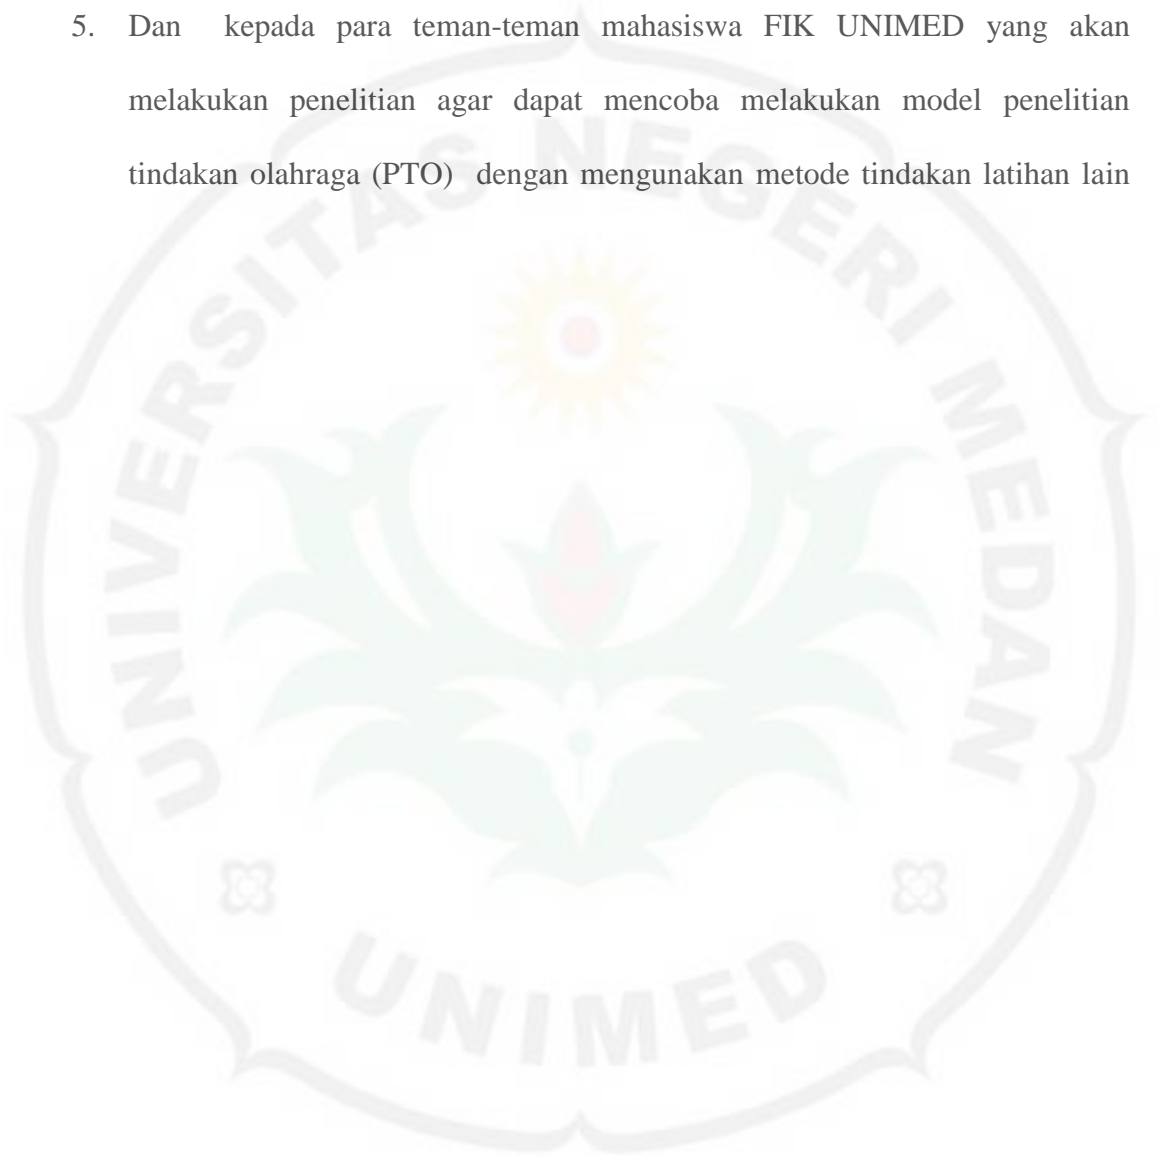 5. Dan kepada para teman-teman mahasiswa FIK UNIMED yang akan
melakukan penelitian agar dapat mencoba melakukan model penelitian
tindakan olahraga (PTO) dengan mengunakan metode tindakan latihan lain
UNIVERSITAS NEGERI MEDAN
UNIMED